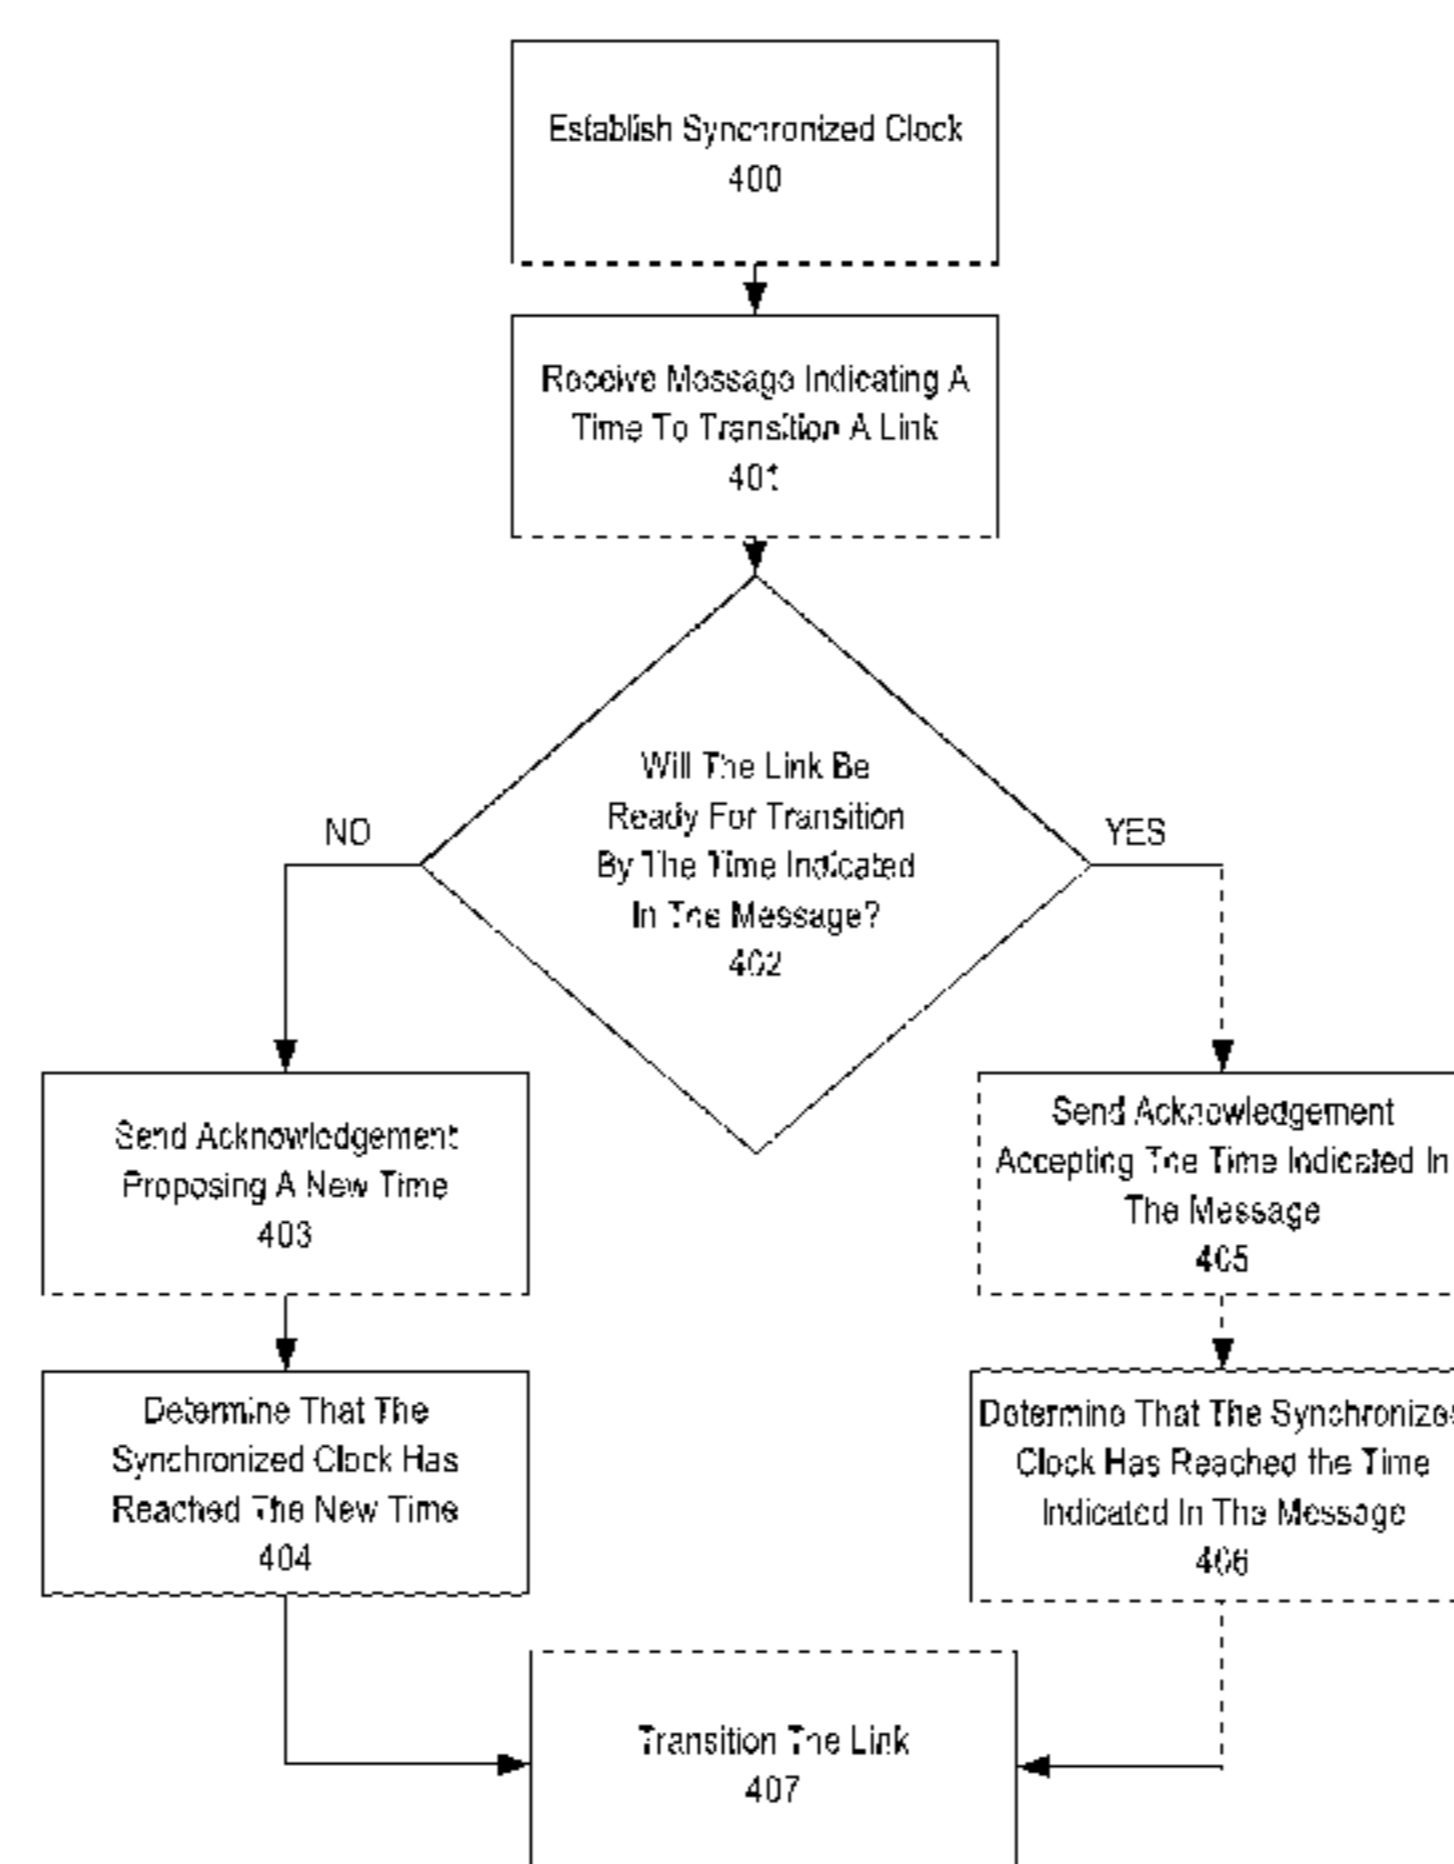 Establish Synchronized Clock
400
Receive Message Indicating A
Time To Transition A Link
401
Will The Link Be
Ready For Transition
By The Time Indicated
In The Message?
402
NO
YES
Send Acknowledgement
Proposing A New Time
403
Send Acknowledgement
Accepting The Time Indicated In
The Message
405
Determine That The
Synchronized Clock Has
Reached The New Time
404
Determine That The Synchronized
Clock Has Reached the Time
Indicated In The Message
406
Transition The Link
407